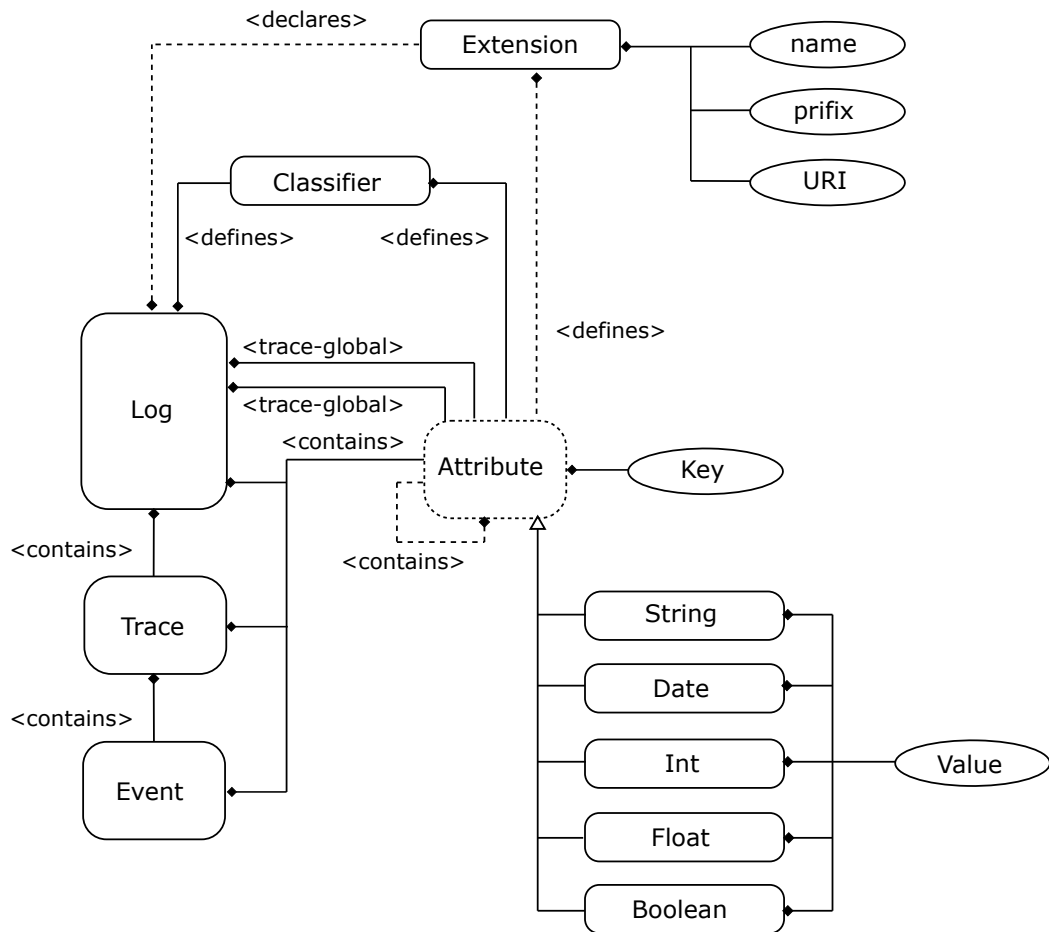 <declares>
Extension
name
prifix
URI
Classifier
<defines>
<defines>
<defines>
<trace-global>
Log
<trace-global>
<contains>
Attribute
Key
<contains>
<contains>
Trace
String
Date
<contains>
Int
Value
Event
Float
Boolean